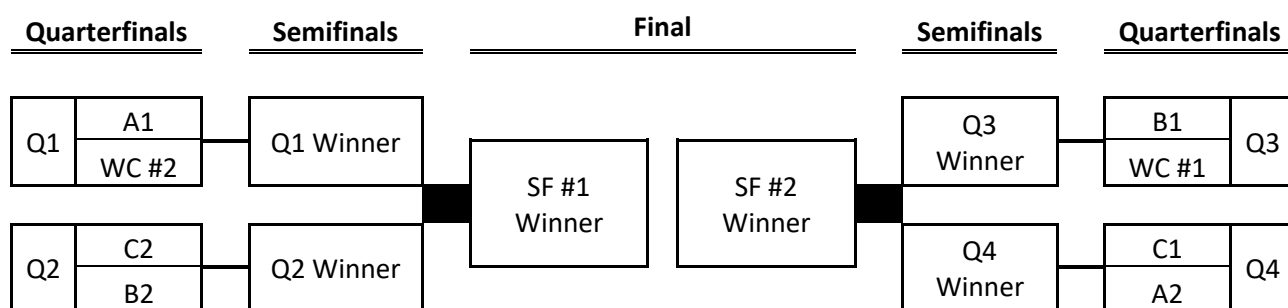 Quarterfinals Semifinals Final Semifinals Quarterfinals
Q1
A1
WC #2
Q1 Winner
Q2
C2
B2
Q2 Winner
SF #1
Winner
SF #2
Winner
Q3
Winner
B1
WC #1
Q3
Q4
Winner
C1
A2
Q4